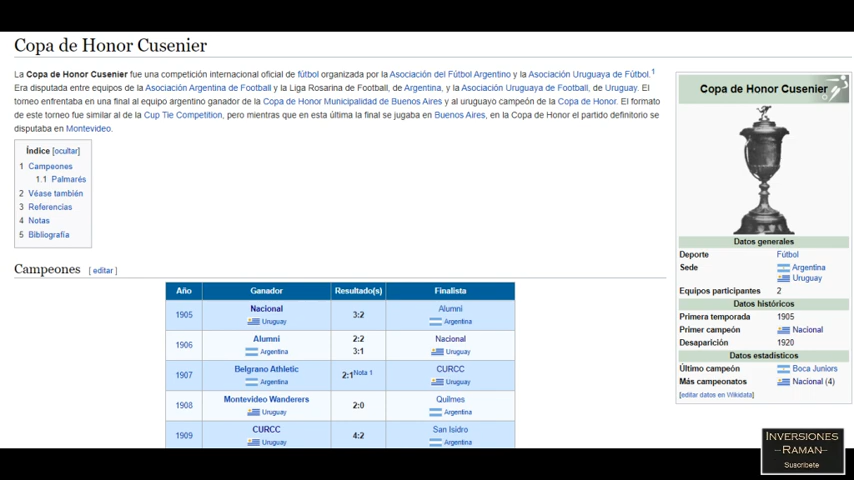 Copa de Honor Cusenier
La Copa de Honor Cusenier fue una competición internacional oficial de fútbol organizada por la Asociación del Fútbol Argentino y la Asociación Uruguaya de Fútbol.1
Era disputada entre equipos de la Asociación Argentina de Football y la Liga Rosarina de Football, de Argentina, y la Asociación Uruguaya de Football, de Uruguay. El
torneo enfrentaba en una final al equipo argentino ganador de la Copa de Honor Municipalidad de Buenos Aires y al uruguayo campeón de la Copa de Honor. El formato
de este torneo fue similar al de la Cup Tie Competition, pero mientras que en esta última la final se jugaba en Buenos Aires, en la Copa de Honor el partido definitorio se
disputaba en Montevideo.
Índice [ocultar]
1 Campeones
1.1 Palmarés
2 Véase también
3 Referencias
4 Notas
5 Bibliografía
Campeones [ editar ]
Año Ganador Resultado(s) Finalista
1905 Nacional Uruguay 3:2 Alumni Argentina
1906 Alumni Argentina 2:2 3:1 Nacional Uruguay
1907 Belgrano Athletic Argentina 2:1Nota 1 CURCC Uruguay
1908 Montevideo Wanderers Uruguay 2:0 Quilmes Argentina
1909 CURCC Uruguay 4:2 San Isidro Argentina
Copa de Honor Cusenier
Datos generales
Deporte Fútbol
Sede Argentina
Uruguay
Equipos participantes 2
Datos históricos
Primera temporada 1905
Primer campeón Nacional
Desaparición 1920
Datos estadísticos
Último campeón Boca Juniors
Más campeonatos Nacional (4)
[editar datos en Wikidata]
INVERSIONES
–RAMAN–
Suscribete